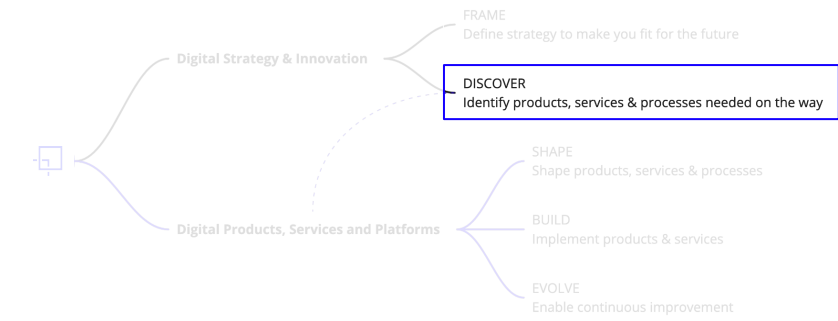 FRAME
Define strategy to make you fit for the future
Digital Strategy & Innovation
DISCOVER
Identify products, services & processes needed on the way
SHAPE
Shape products, services & processes
Digital Products, Services and Platforms
BUILD
Implement products & services
EVOLVE
Enable continuous improvement